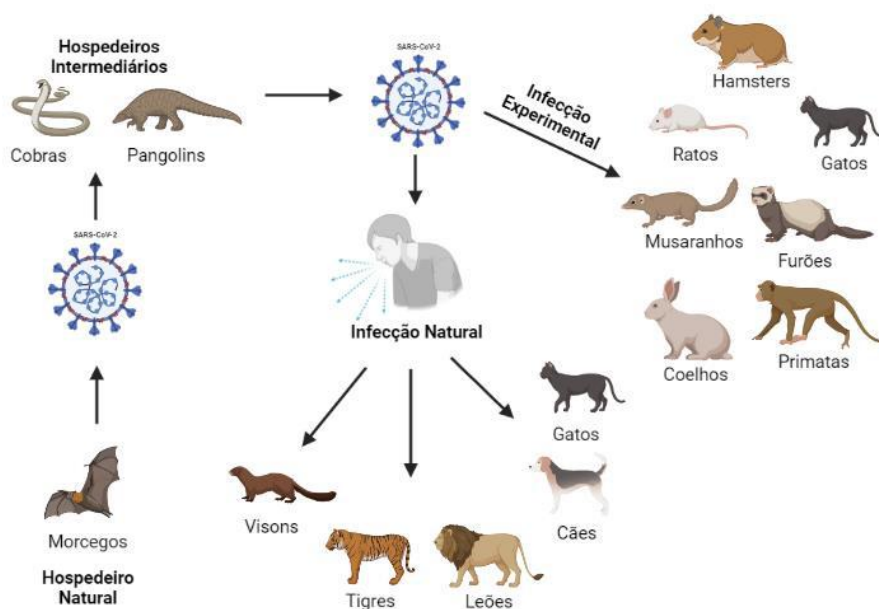 Hospedeiros
Intermediários
Cobras
Pangolins
SARS-CoV-2
SARS-CoV-2
Morcegos
Hospedeiro
Natural
Infecção Natural
Visons
Tigres
Leões
Gatos
Cães
Infecção
Experimental
Hamsters
Ratos
Gatos
Musaranhos
Furões
Coelhos
Primatas